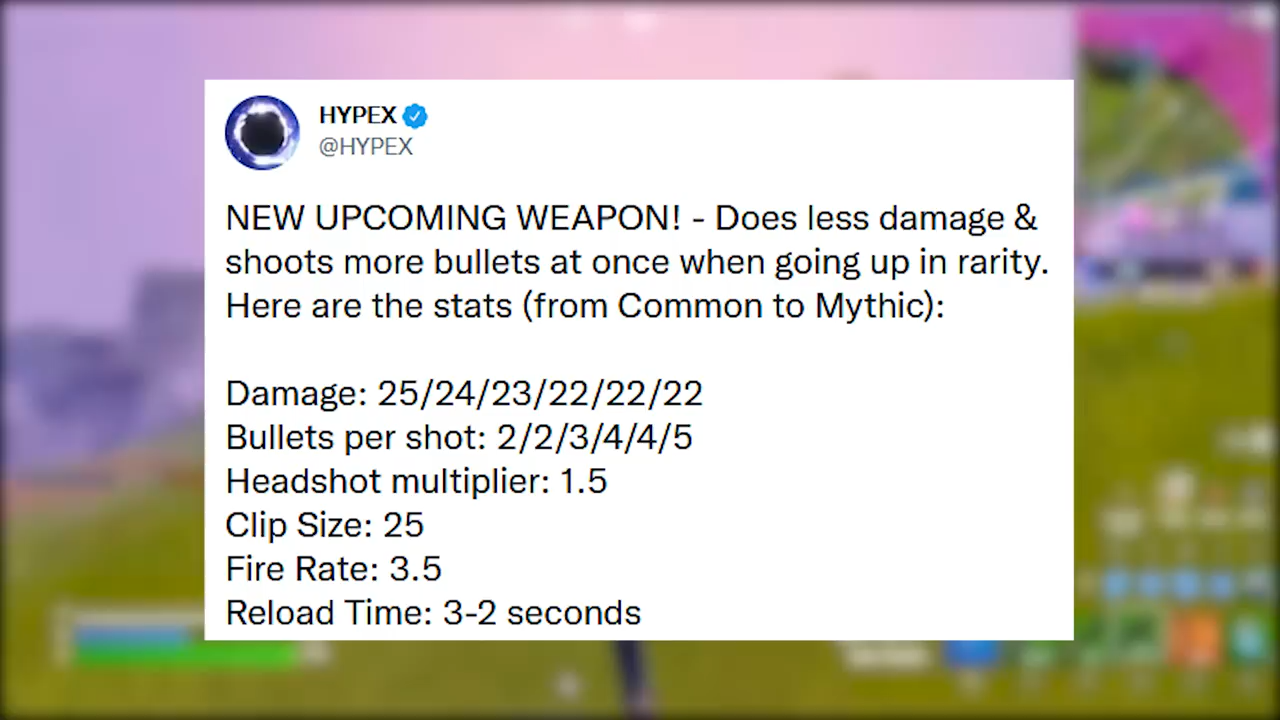 HYPEX
@HYPEX
NEW UPCOMING WEAPON! - Does less damage &
shoots more bullets at once when going up in rarity.
Here are the stats (from Common to Mythic):
Damage: 25/24/23/22/22/22
Bullets per shot: 2/2/3/4/4/5
Headshot multiplier: 1.5
Clip Size: 25
Fire Rate: 3.5
Reload Time: 3-2 seconds